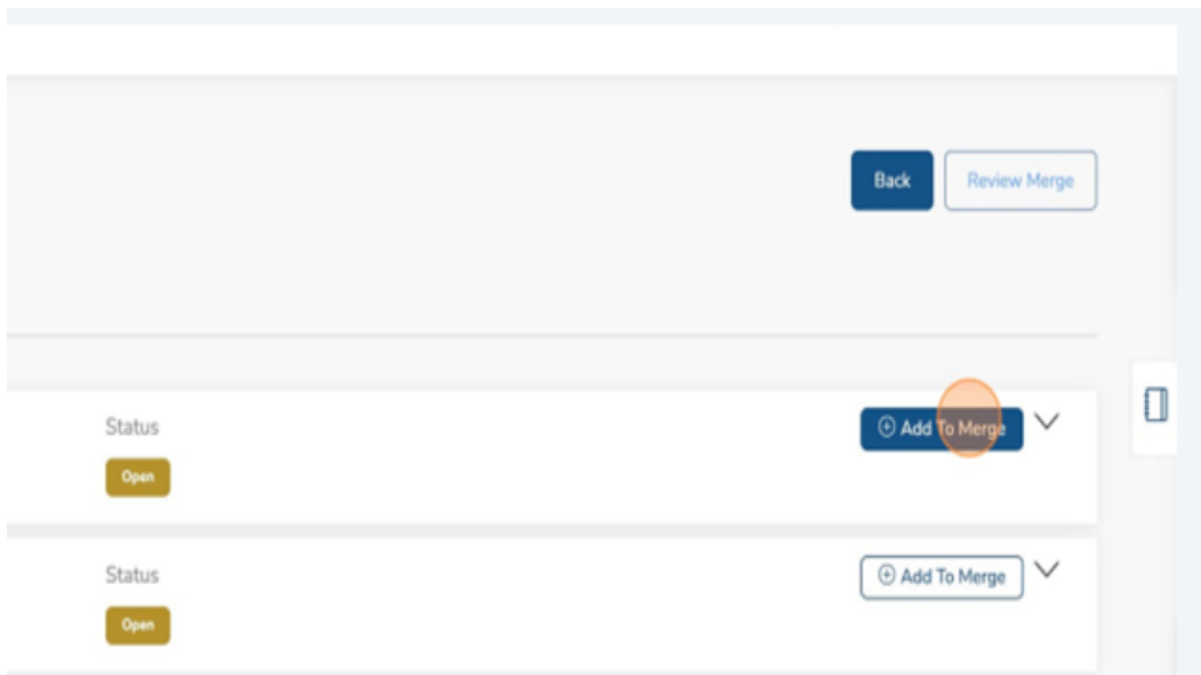 Back Review Merge
Status
Add To Merge
Open
Status
Add To Merge
Open